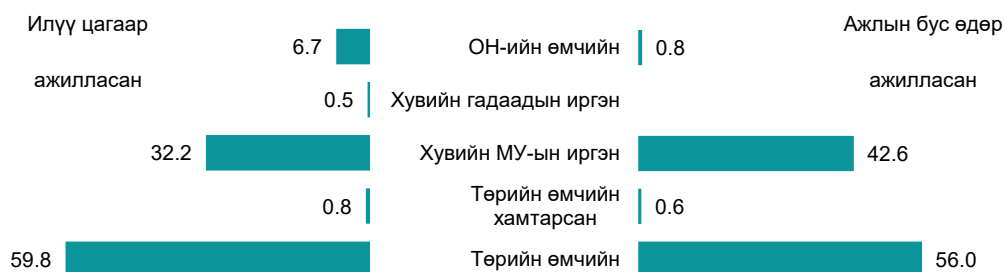 Илүү цагаар
ажилласан
Ажлын бус өдөр
ажилласан
6.7 ОН-ийн өмчийн 0.8
0.5 Хувийн гадаадын иргэн
32.2 Хувийн МУ-ын иргэн 42.6
0.8 Төрийн өмчийн
хамтарсан 0.6
59.8 Төрийн өмчийн 56.0